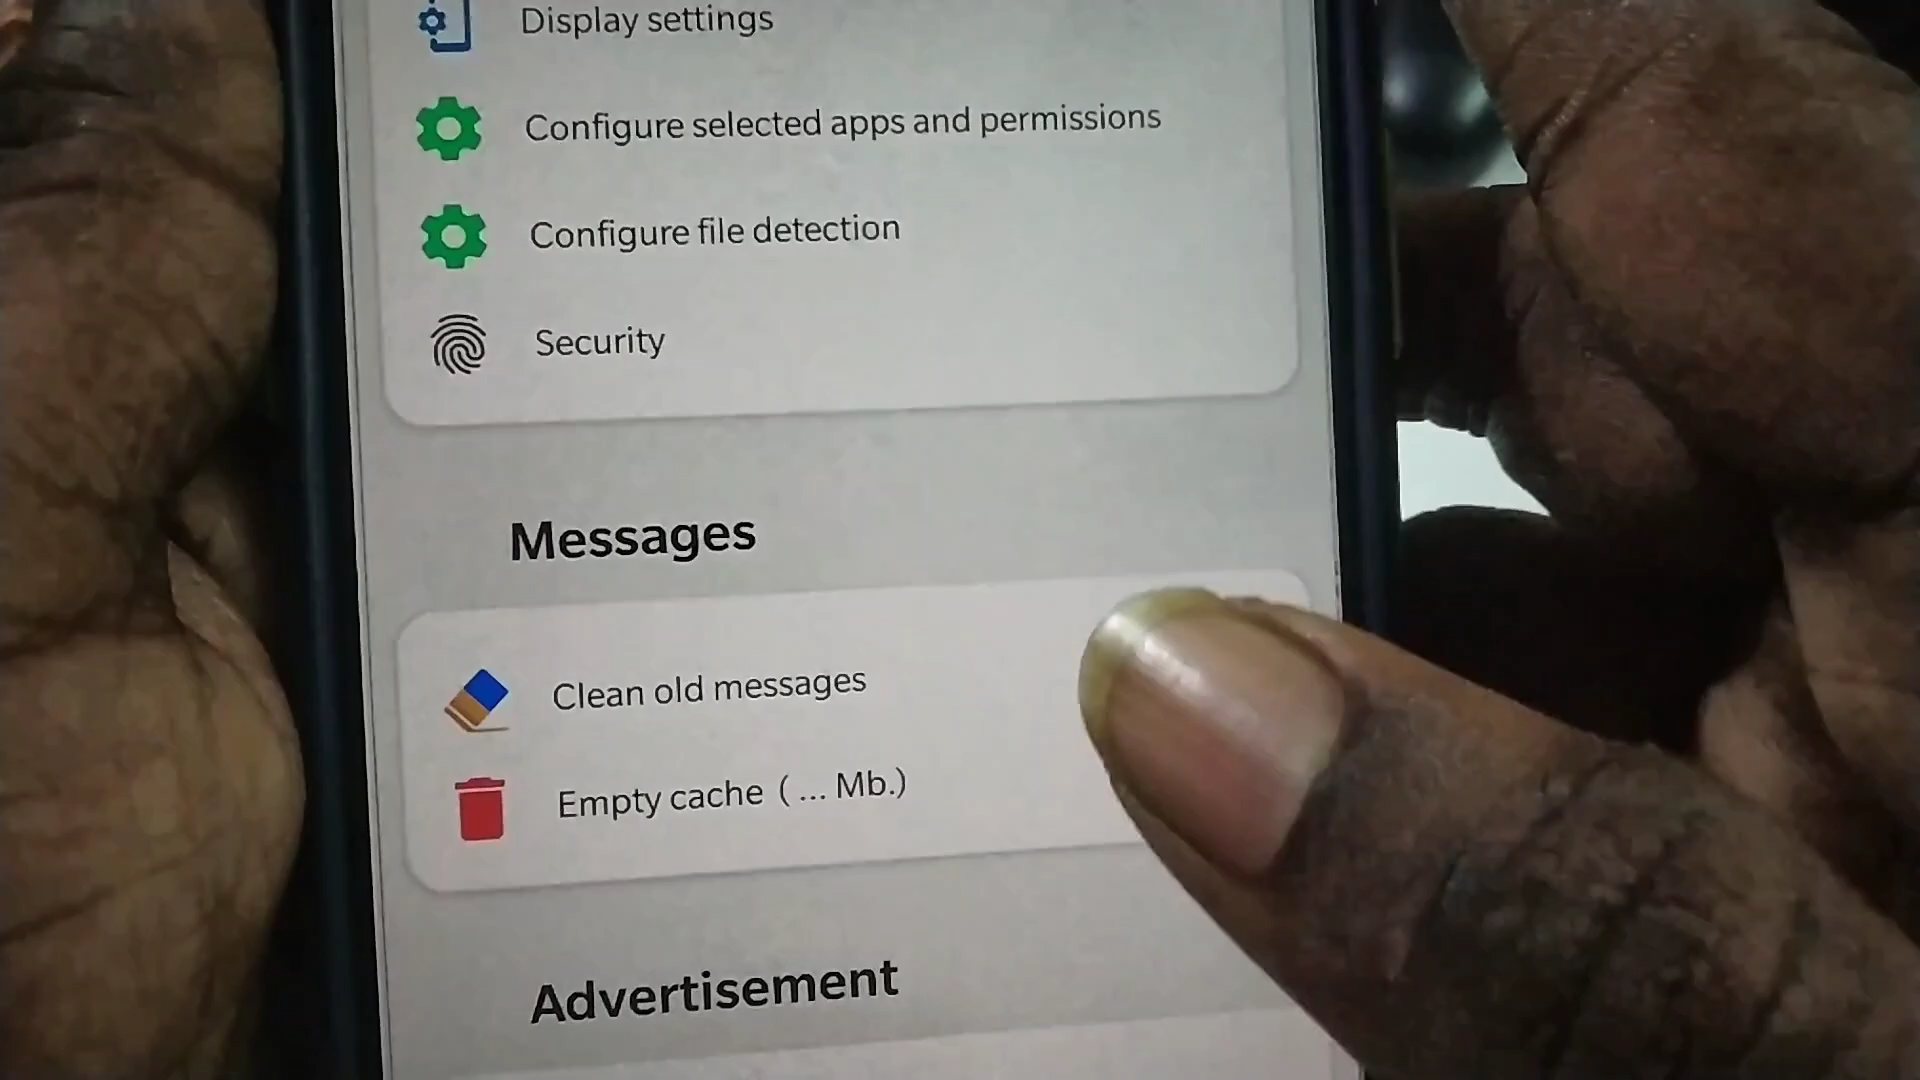 Display settings
Configure selected apps and permissions
Configure file detection
Security
Messages
Clean old messages
Empty cache ( ... Mb.)
Advertisement